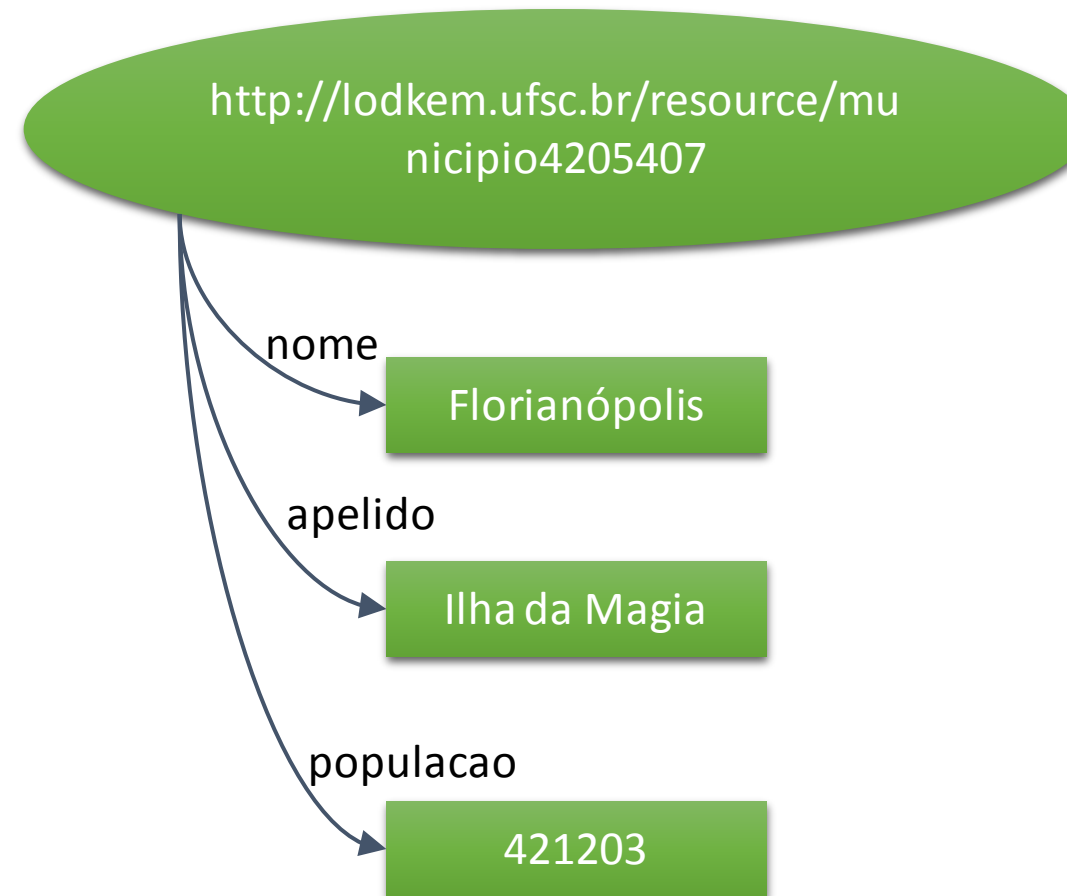 http://lodkem.ufsc.br/resource/mu
nicipio4205407
nome
Florianópolis
apelido
Ilha da Magia
populacao
421203